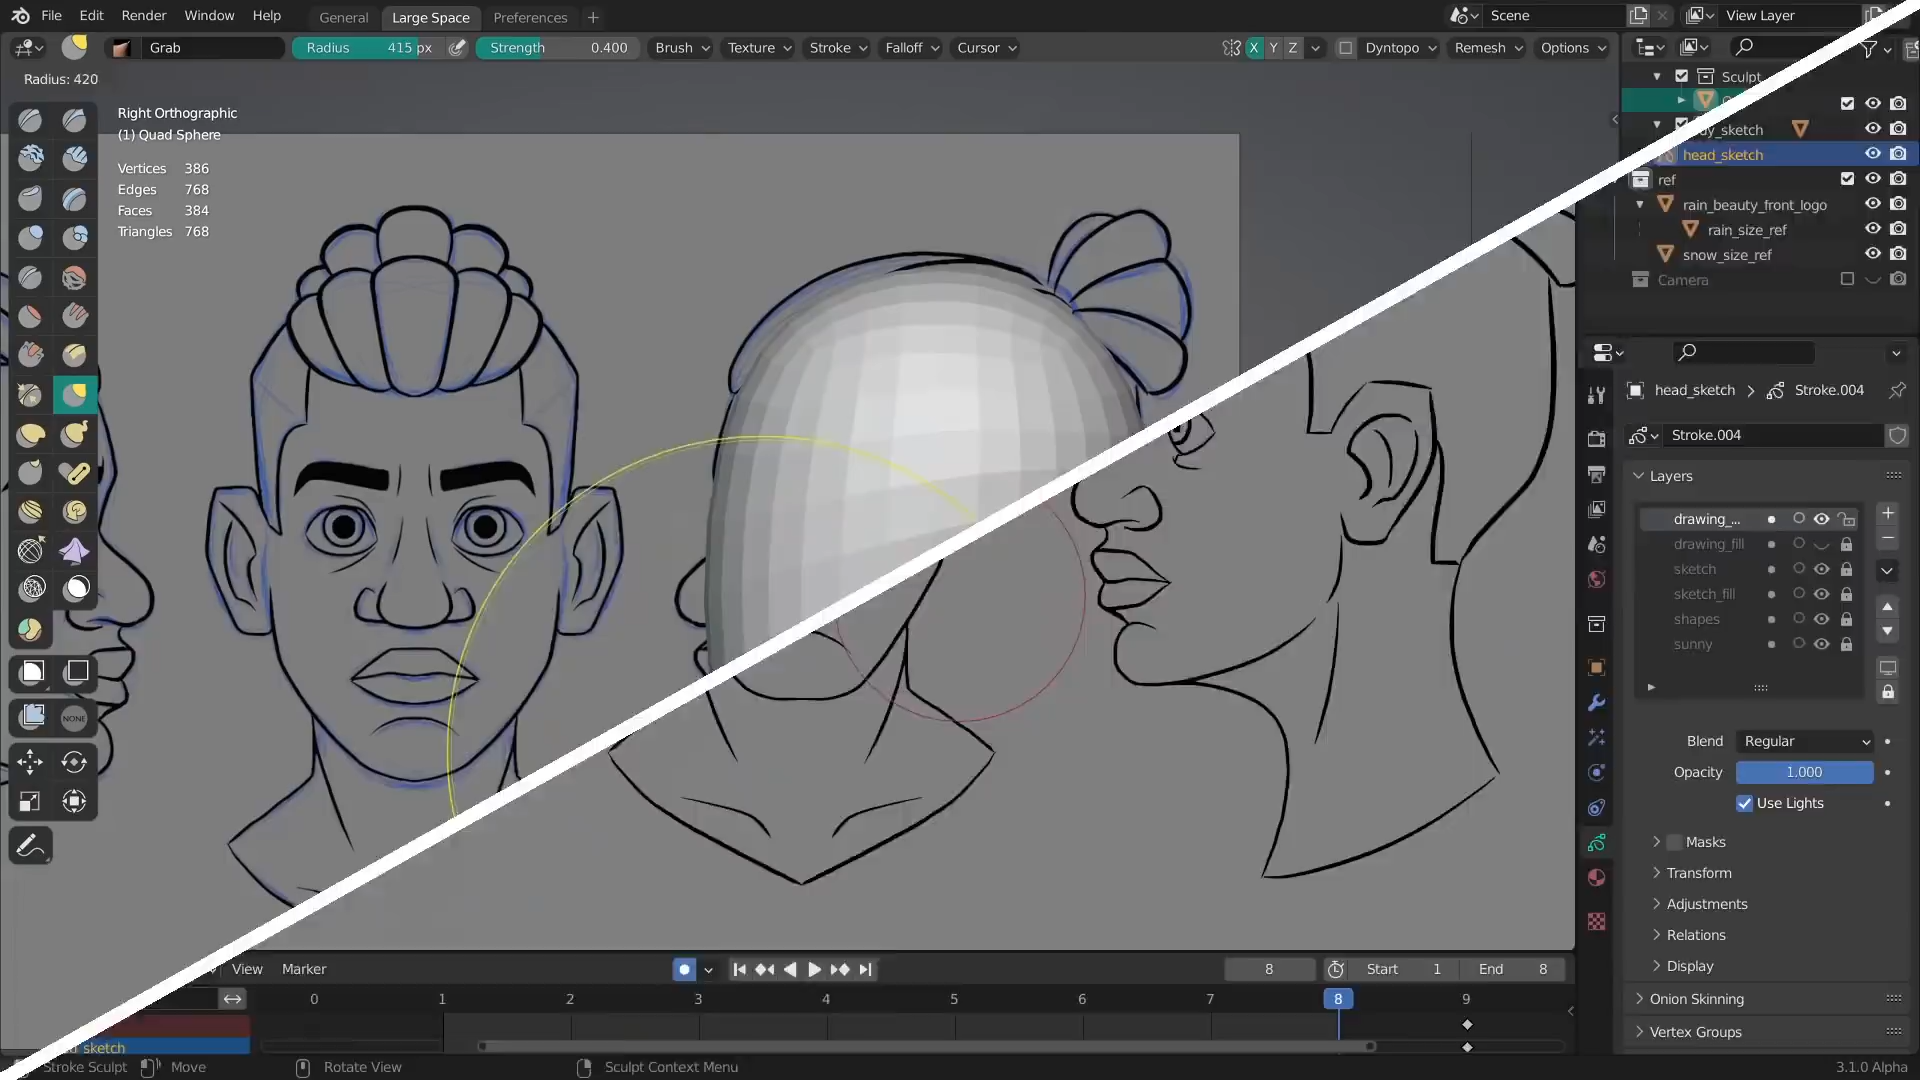 File Edit Render Window Help General Large Space Preferences + Scene View Layer
Grab Radius 415 px Strength 0.400 Brush Texture Stroke Falloff Cursor X Y Z Dyntopo Remesh Options
Radius: 420
Right Orthographic
(1) Quad Sphere
Vertices 386
Edges 768
Faces 384
Triangles 768
NONE
Sculpt
dy_sketch
head_sketch
ref
rain_beauty_front_logo
rain_size_ref
snow_size_ref
Camera
head_sketch > Stroke.004
Stroke.004
Layers
drawing_...
drawing_fill
sketch
sketch_fill
shapes
sunny
Blend Regular
Opacity 1.000
Use Lights
Masks
Transform
Adjustments
Relations
Display
Onion Skinning
Vertex Groups
View Marker 8 Start 1 End 8
0 1 2 3 4 5 6 7 8 9
sketch
Stroke Sculpt Move Rotate View Sculpt Context Menu 3.1.0 Alpha